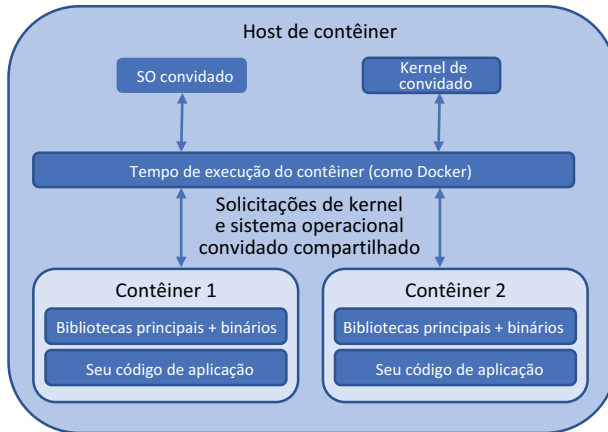 Host de contêiner
SO convidado
Kernel de
convidado
Tempo de execução do contêiner (como Docker)
Solicitações de kernel
e sistema operacional
convidado compartilhado
Contêiner 1
Bibliotecas principais + binários
Seu código de aplicação
Contêiner 2
Bibliotecas principais + binários
Seu código de aplicação